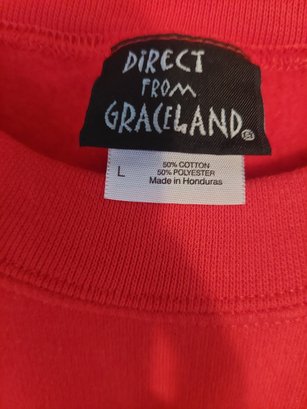 DiRECT
FROM
GRACELAND®
L
50% COTTON
50% POLYESTER
Made in Honduras